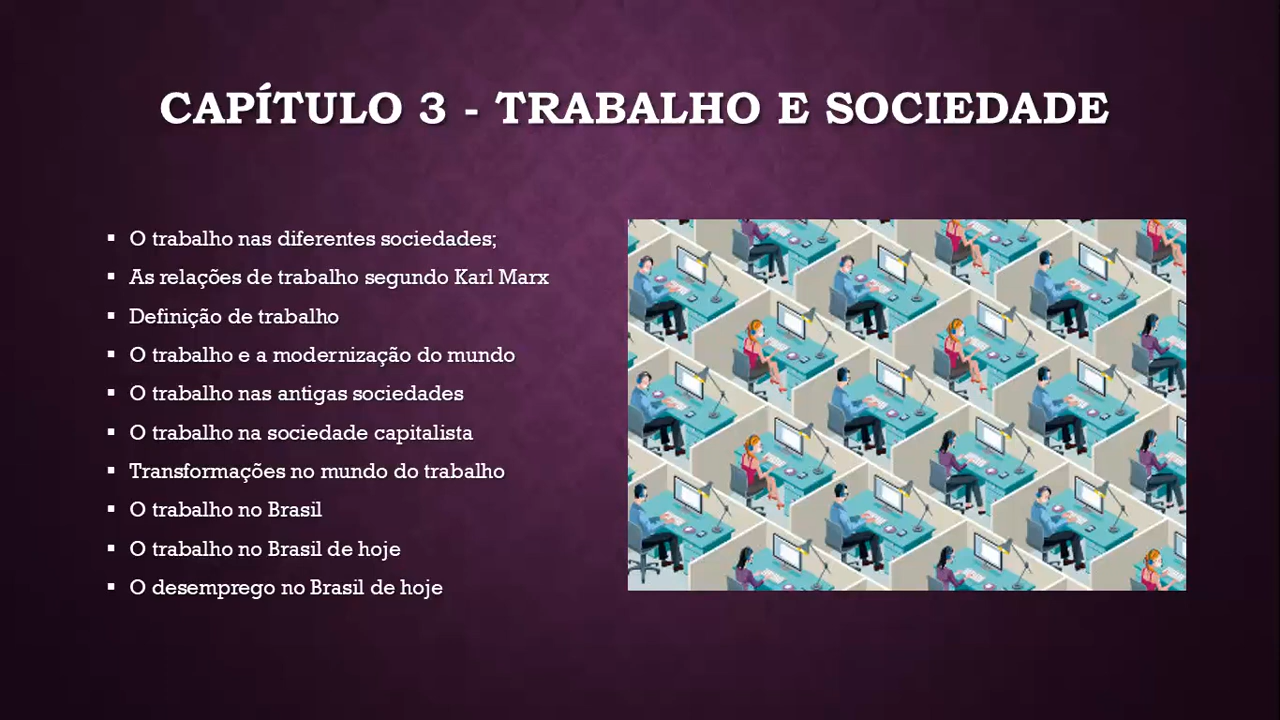 CAPÍTULO 3 - TRABALHO E SOCIEDADE
▪ O trabalho nas diferentes sociedades;
▪ As relações de trabalho segundo Karl Marx
▪ Definição de trabalho
▪ O trabalho e a modernização do mundo
▪ O trabalho nas antigas sociedades
▪ O trabalho na sociedade capitalista
▪ Transformações no mundo do trabalho
▪ O trabalho no Brasil
▪ O trabalho no Brasil de hoje
▪ O desemprego no Brasil de hoje